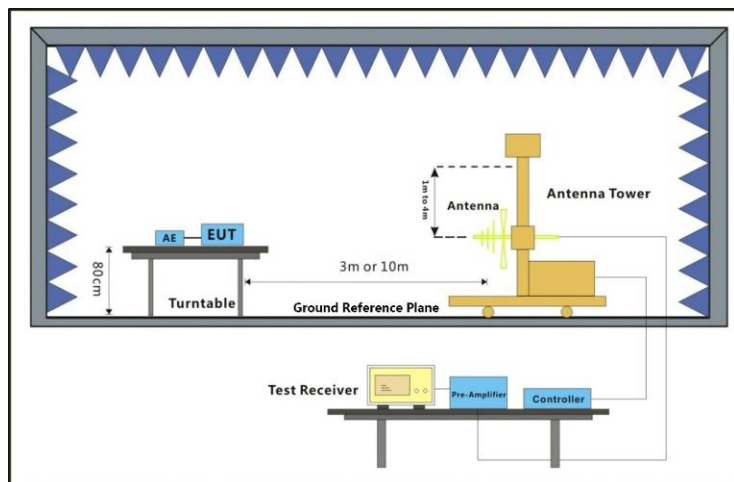 1m to 4m
Antenna
Antenna Tower
AE
EUT
80cm
3m or 10m
Turntable
Ground Reference Plane
Test Receiver
Pre-Amplifier
Controller